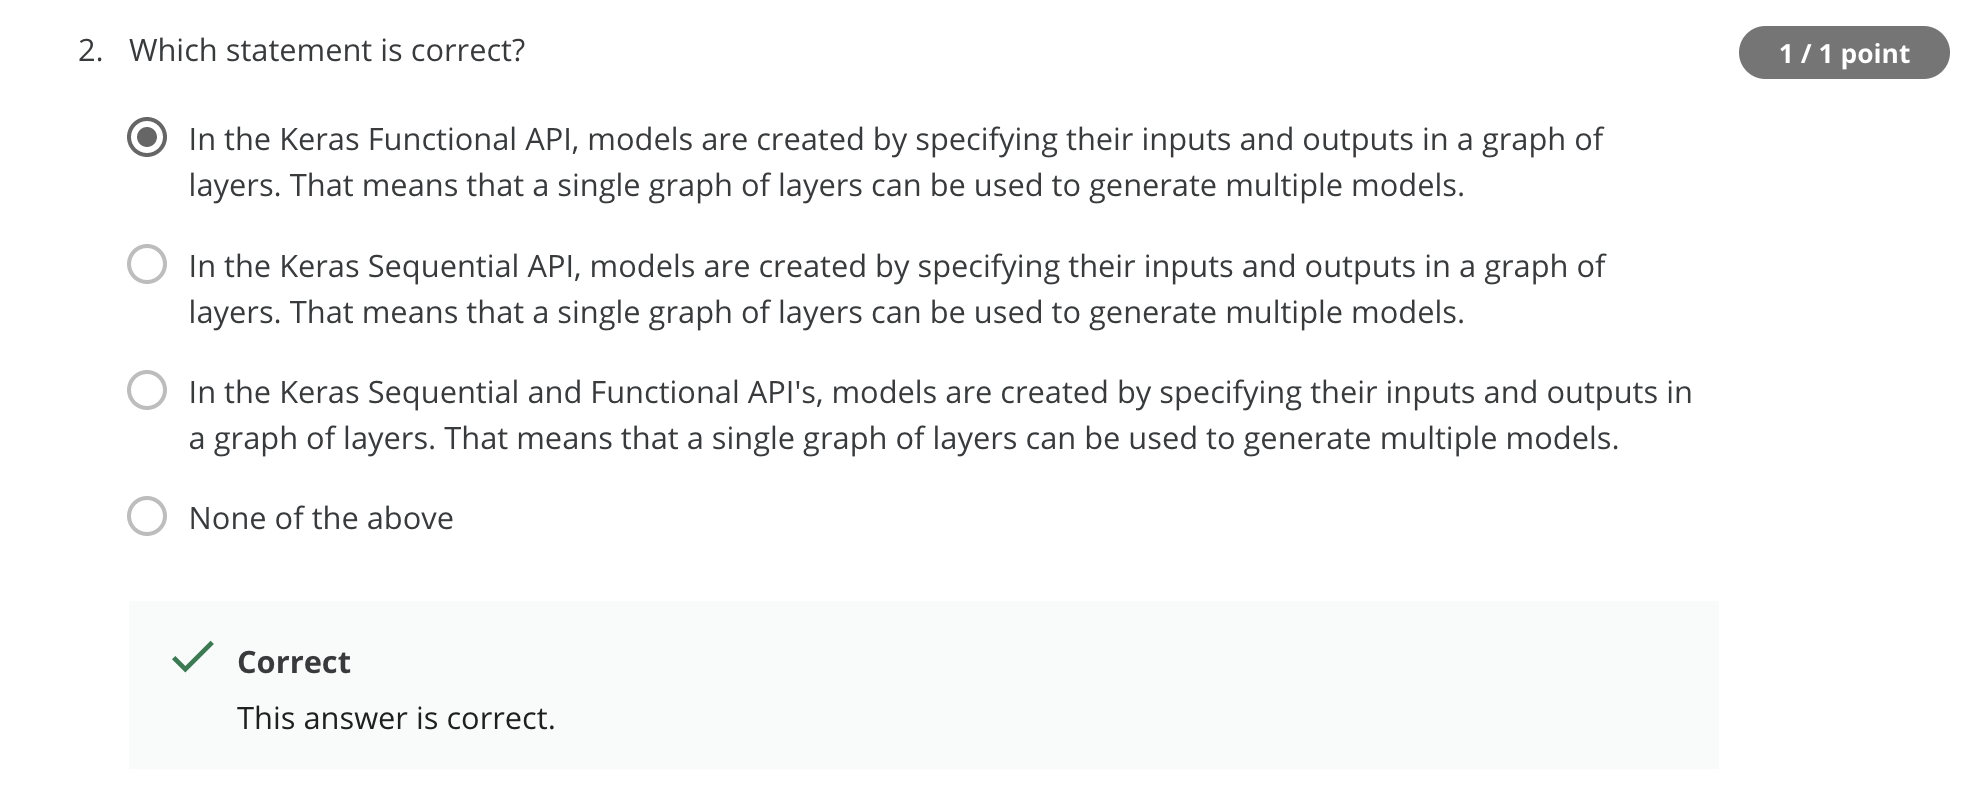 2. Which statement is correct?
1 / 1 point
In the Keras Functional API, models are created by specifying their inputs and outputs in a graph of
layers. That means that a single graph of layers can be used to generate multiple models.
In the Keras Sequential API, models are created by specifying their inputs and outputs in a graph of
layers. That means that a single graph of layers can be used to generate multiple models.
In the Keras Sequential and Functional API's, models are created by specifying their inputs and outputs in
a graph of layers. That means that a single graph of layers can be used to generate multiple models.
None of the above
Correct
This answer is correct.